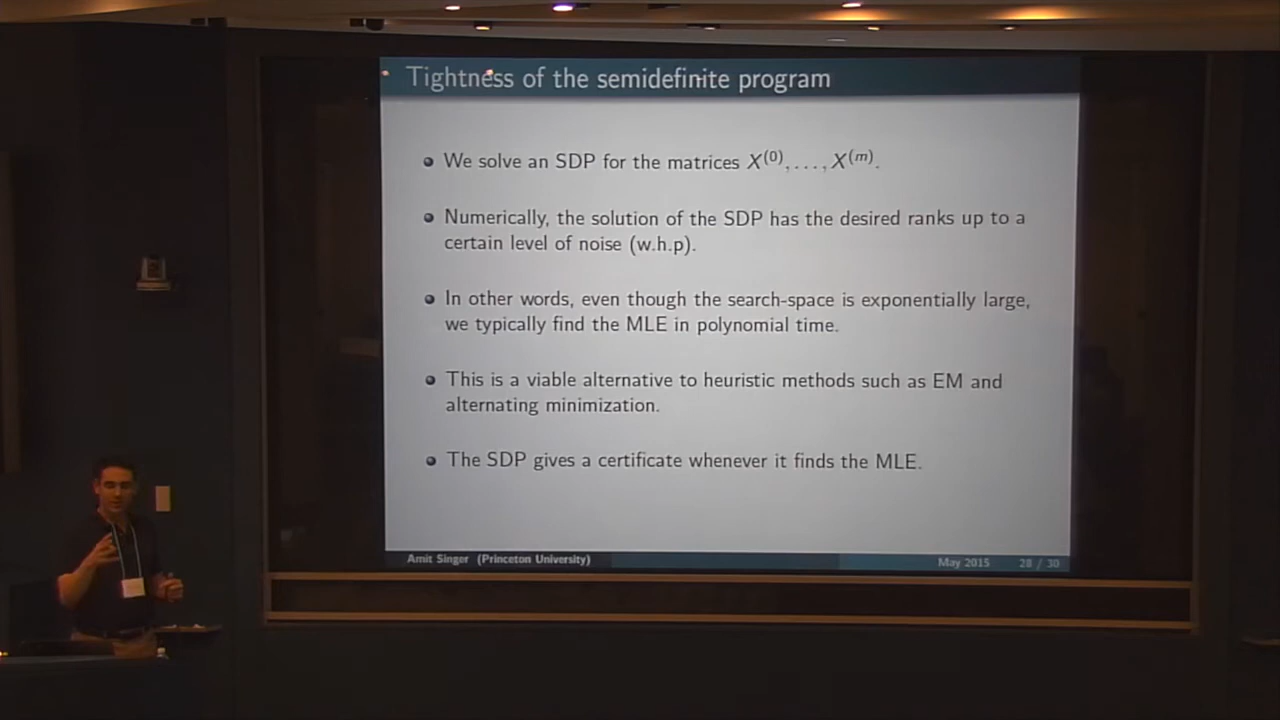 Tightness of the semidefinite program
We solve an SDP for the matrices X^(0), . . . , X^(m).
Numerically, the solution of the SDP has the desired ranks up to a
certain level of noise (w.h.p).
In other words, even though the search-space is exponentially large,
we typically find the MLE in polynomial time.
This is a viable alternative to heuristic methods such as EM and
alternating minimization.
The SDP gives a certificate whenever it finds the MLE.
Amit Singer (Princeton University)
May 2015 28 / 30